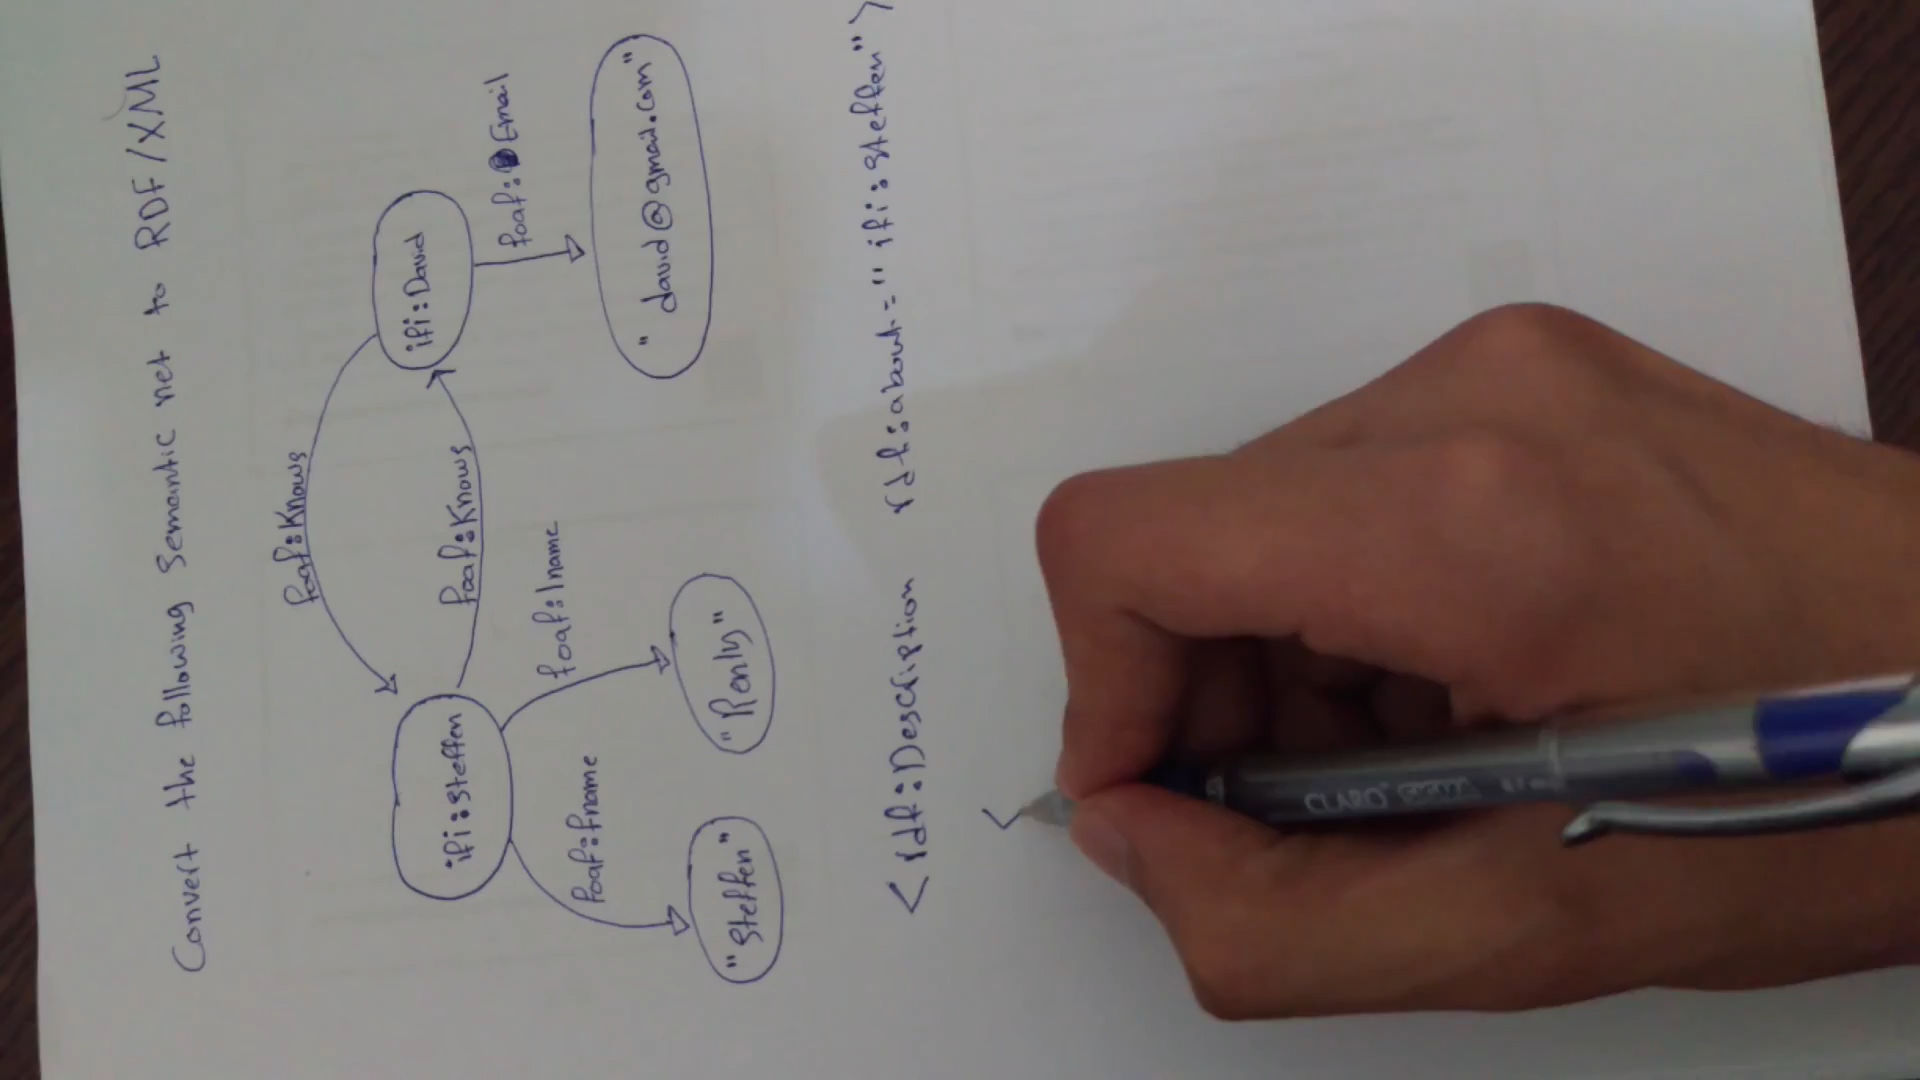 Convert the following Semantic net to RDF/XML
foaf:Knows
ifi:Steffen
foaf:Knows
ifi:David
foaf:fname
foaf:lname
foaf:Email
"Steffen"
"Renly"
"david@gmail.com"
<rdf:Description rdf:about="ifi:Steffen">
<